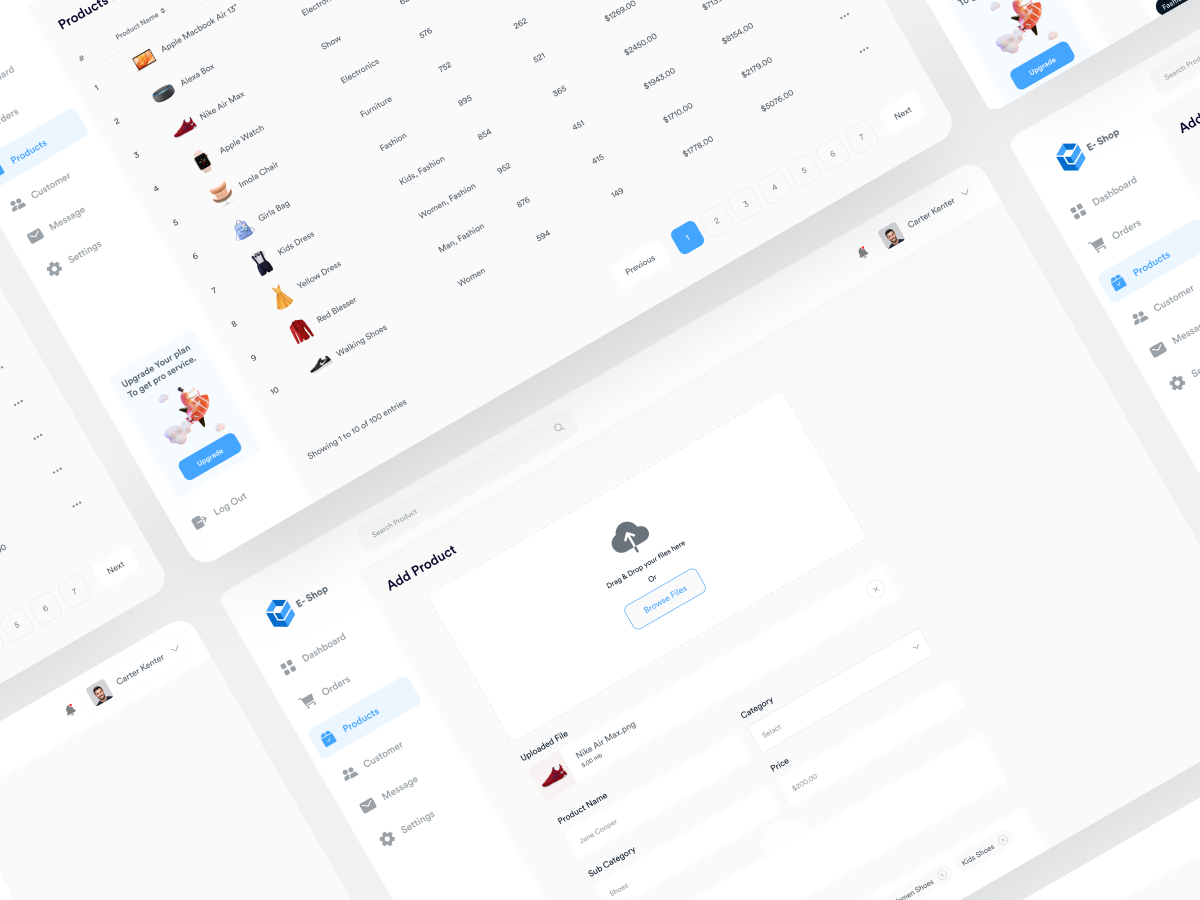 Products
#
Product Name
1
Apple Macbook Air 13"
2
Alexa Box
3
Nike Air Max Show
4
Apple Watch Electronics 576
5
Imola Chair Furniture 752 262
6
Girls Bag Fashion 895 521 $1269.00
7
Kids Dress Kids, Fashion 854 365 $2450.00
8
Yellow Dress Women, Fashion 952 451 $1943.00 $8154.00
9
Red Blesser Man, Fashion 876 415 $1710.00 $2179.00
10
Walking Shoes Women 594 149 $1778.00 $5076.00
Showing 1 to 10 of 100 entries
Previous 1 2 3 4 5 6 7 Next
Products
Customer
Message
Settings
Upgrade Your plan
To get pro service.
Upgrade
Log Out
Upgrade
Search
E- Shop
Dashboard
Orders
Products
Customer
5 6 7 Next
Carter Kenter
Carter Kenter
Search Product
E- Shop
Dashboard
Orders
Products
Customer
Message
Settings
Add Product
Drag & Drop your files here
Or
Browse Files
Uploaded File
Nike Air Max.png
5.00 mb
Product Name
Jane Cooper
Category
Select
Sub Category
Shoes
Price
$200.00
Kids Shoes